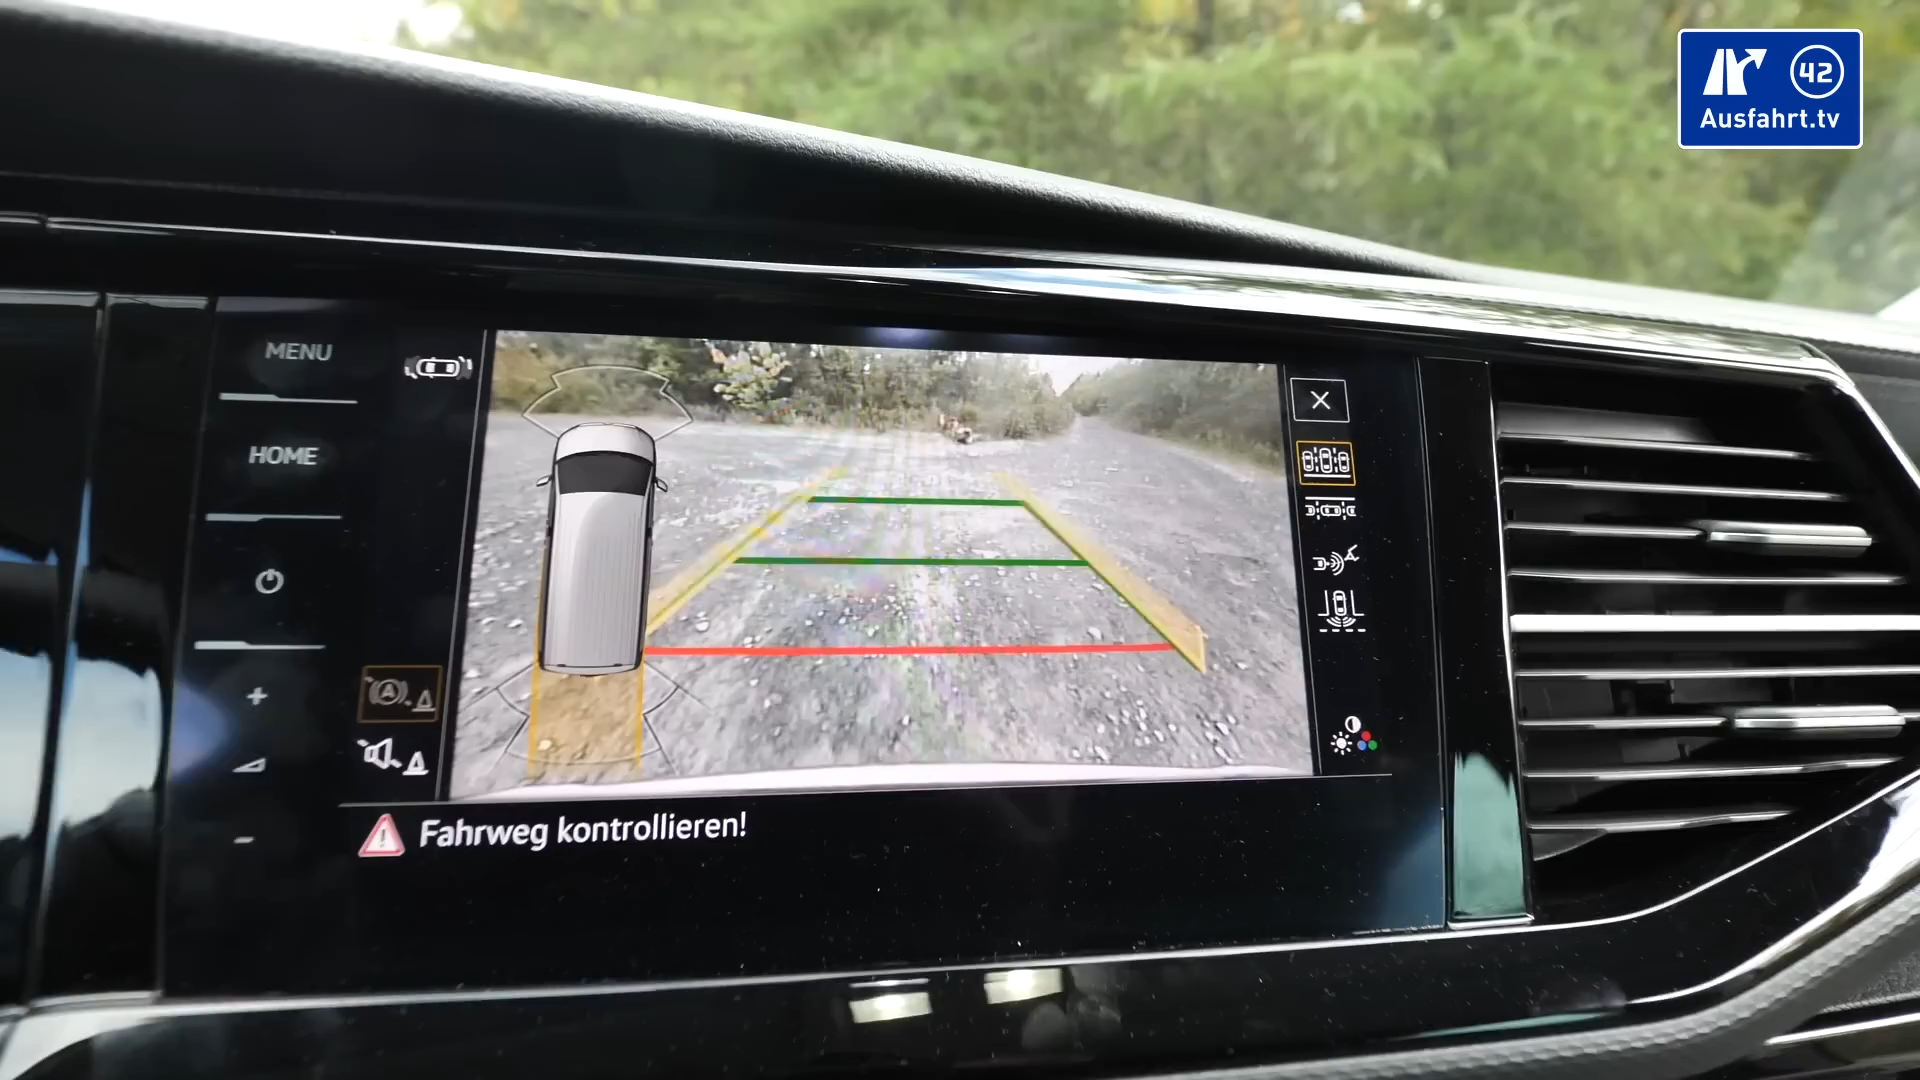 42
Ausfahrt.tv
MENU
HOME
A
+
-
Fahrweg kontrollieren!